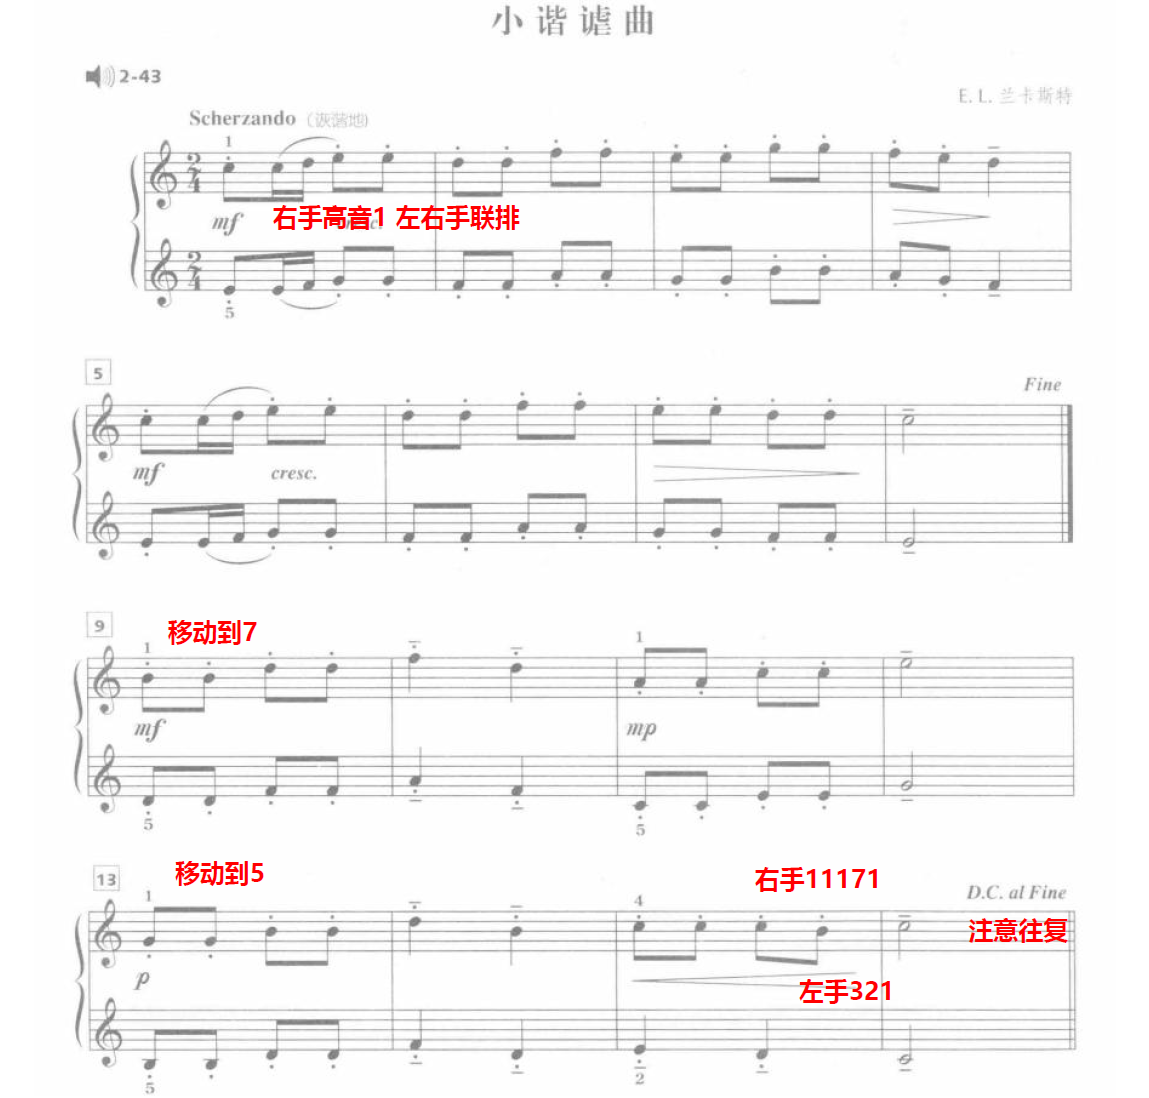 小谐谑曲
2-43
E. L. 兰卡斯特
Scherzando（诙谐地）
1
mf
右手高音1 左右手联排
5
5
Fine
mf
cresc.
9
1
移动到7
1
mf
mp
5
5
13
1
移动到5
4
右手11171
D.C. al Fine
注意往复
p
左手321
5
2